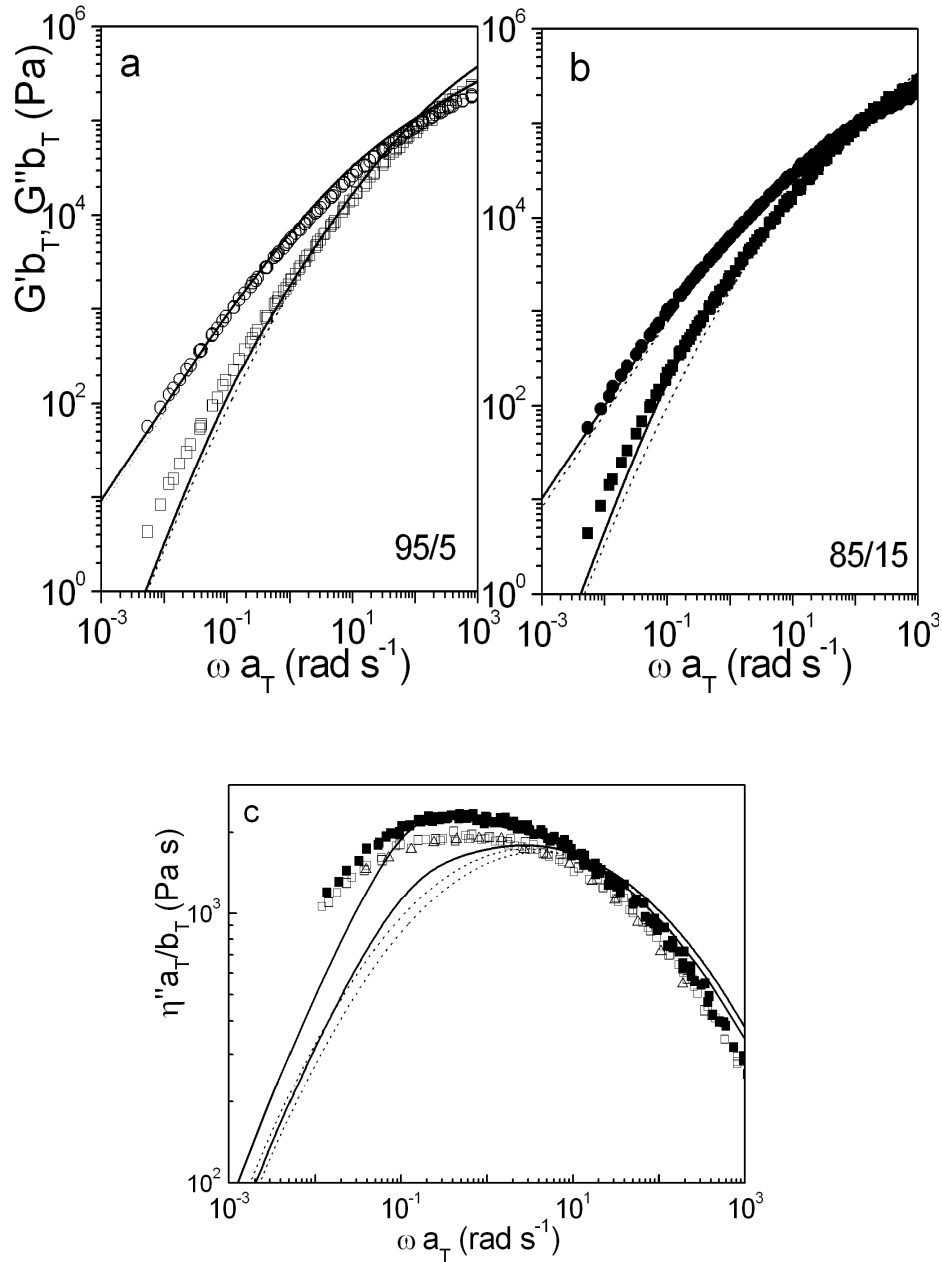 a
G'b_T, G''b_T (Pa)
10^6
10^4
10^2
10^0
95/5
10^-3 10^-1 10^1 10^3
ω a_T (rad s^-1)
b
10^6
10^4
10^2
10^0
85/15
10^-3 10^-1 10^1 10^3
ω a_T (rad s^-1)
c
η''a_T/b_T (Pa s)
10^3
10^2
10^-3 10^-1 10^1 10^3
ω a_T (rad s^-1)